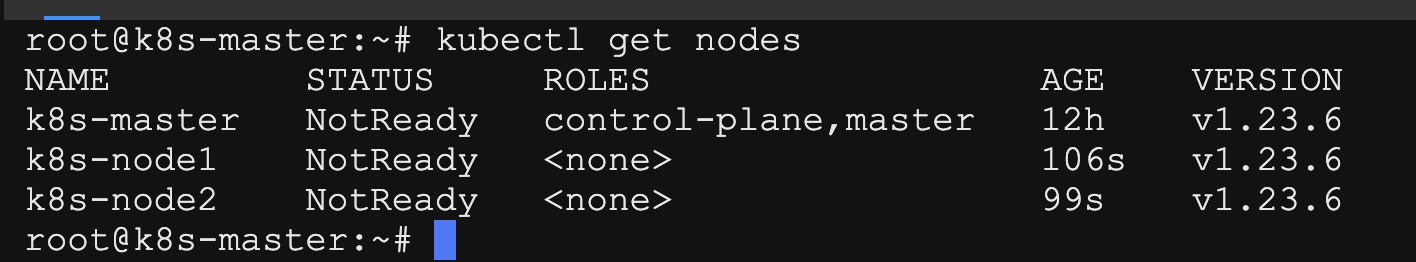 root@k8s-master:~# kubectl get nodes
NAME         STATUS     ROLES                  AGE    VERSION
k8s-master   NotReady   control-plane,master   12h    v1.23.6
k8s-node1    NotReady   <none>                 106s   v1.23.6
k8s-node2    NotReady   <none>                 99s    v1.23.6
root@k8s-master:~#